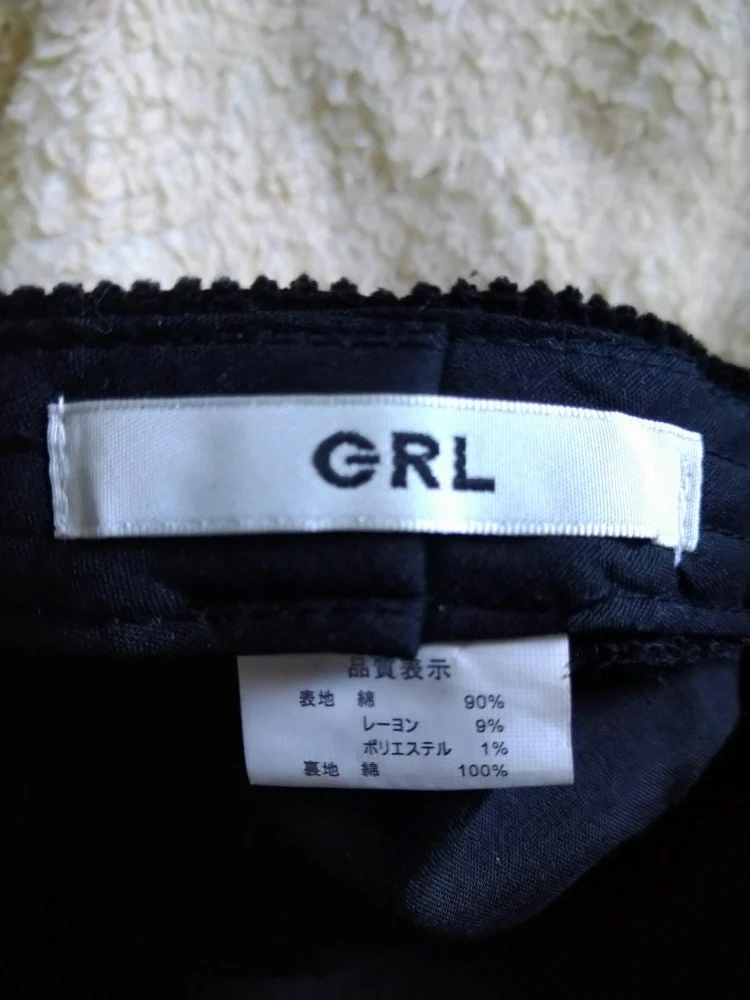 GRL
品質表示
表地 綿 90%
レーヨン 9%
ポリエステル 1%
裏地 綿 100%